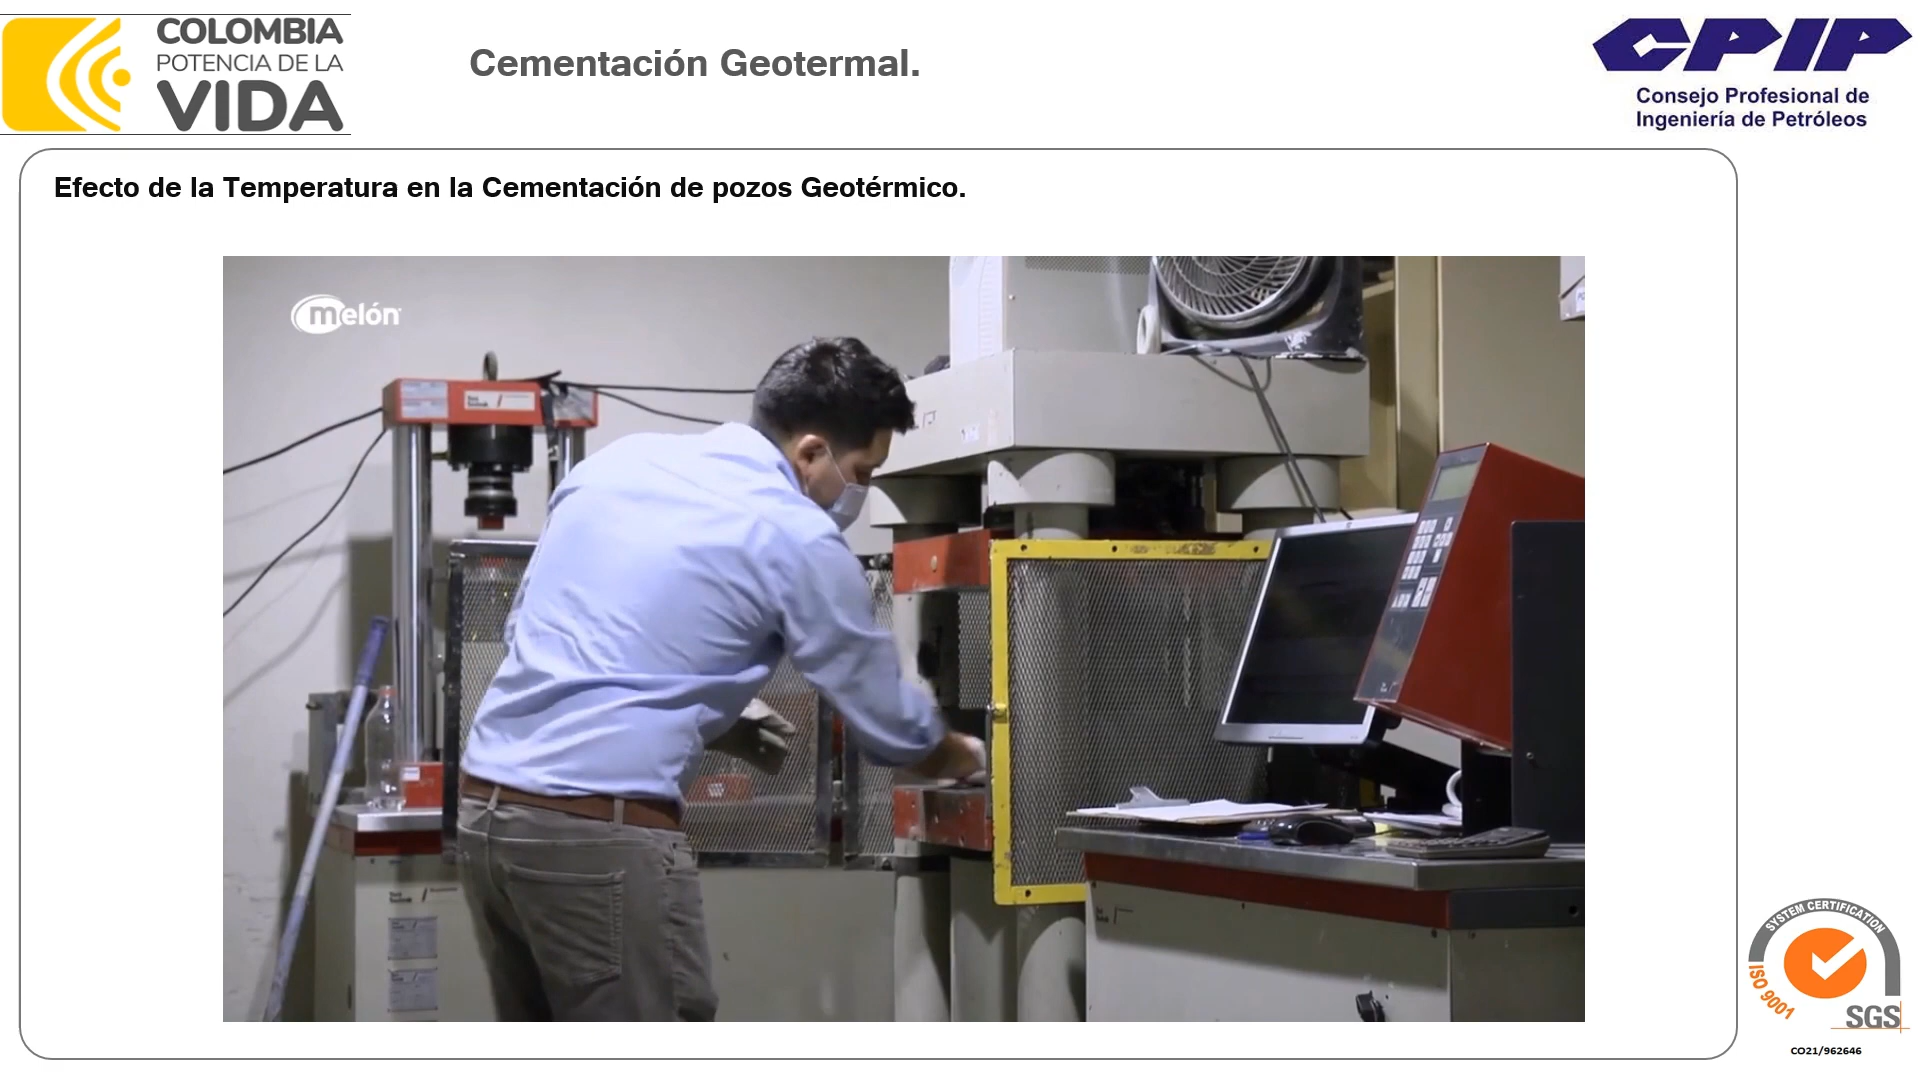 COLOMBIA
POTENCIA DE LA
VIDA
Cementación Geotermal.
CPIP
Consejo Profesional de
Ingeniería de Petróleos
Efecto de la Temperatura en la Cementación de pozos Geotérmico.
melón
SYSTEM CERTIFICATION
ISO 9001
SGS
CO21/962646